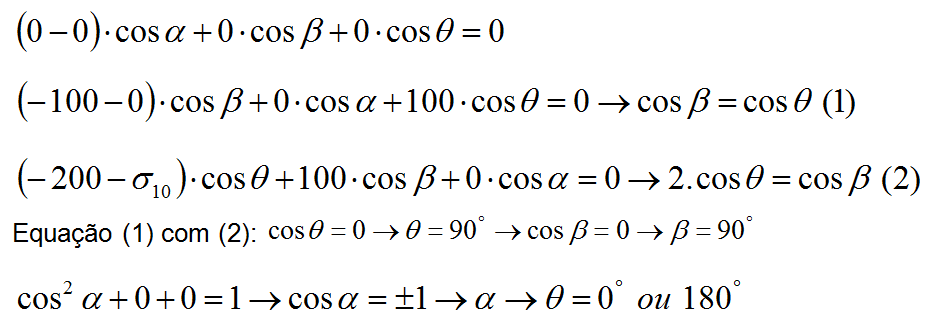 (0−0)·cos α+0·cos β+0·cos θ=0
(−100−0)·cos β+0·cos α+100·cos θ=0→cos β=cos θ (1)
(−200−σ₁₀)·cos θ+100·cos β+0·cos α=0→2.cos θ=cos β (2)
Equação (1) com (2): cos θ=0→θ=90°→cos β=0→β=90°
cos² α+0+0=1→cos α=±1→α→θ=0° ou 180°